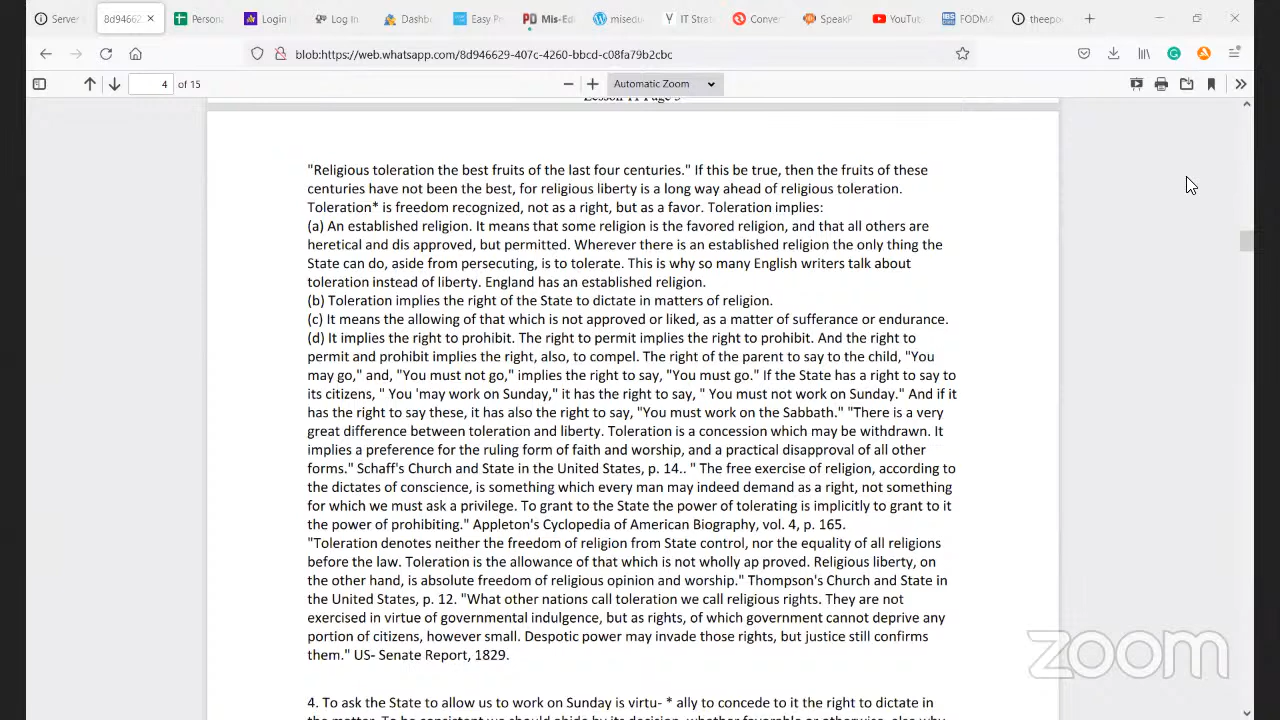 Server
8d94662
Persona
Login
Log In
Dashbo
Easy P
Mis-Ed
misedu
IT Strat
Conver
SpeakP
YouTu
FODM
theepo
blob:https://web.whatsapp.com/8d946629-407c-4260-bbcd-c08fa79b2cbc
4 of 15
Automatic Zoom
"Religious toleration the best fruits of the last four centuries." If this be true, then the fruits of these
centuries have not been the best, for religious liberty is a long way ahead of religious toleration.
Toleration* is freedom recognized, not as a right, but as a favor. Toleration implies:
(a) An established religion. It means that some religion is the favored religion, and that all others are
heretical and dis approved, but permitted. Wherever there is an established religion the only thing the
State can do, aside from persecuting, is to tolerate. This is why so many English writers talk about
toleration instead of liberty. England has an established religion.
(b) Toleration implies the right of the State to dictate in matters of religion.
(c) It means the allowing of that which is not approved or liked, as a matter of sufferance or endurance.
(d) It implies the right to prohibit. The right to permit implies the right to prohibit. And the right to
permit and prohibit implies the right, also, to compel. The right of the parent to say to the child, "You
may go," and, "You must not go," implies the right to say, "You must go." If the State has a right to say to
its citizens, " You 'may work on Sunday," it has the right to say, " You must not work on Sunday." And if it
has the right to say these, it has also the right to say, "You must work on the Sabbath." "There is a very
great difference between toleration and liberty. Toleration is a concession which may be withdrawn. It
implies a preference for the ruling form of faith and worship, and a practical disapproval of all other
forms." Schaff's Church and State in the United States, p. 14.. " The free exercise of religion, according to
the dictates of conscience, is something which every man may indeed demand as a right, not something
for which we must ask a privilege. To grant to the State the power of tolerating is implicitly to grant to it
the power of prohibiting." Appleton's Cyclopedia of American Biography, vol. 4, p. 165.
"Toleration denotes neither the freedom of religion from State control, nor the equality of all religions
before the law. Toleration is the allowance of that which is not wholly ap proved. Religious liberty, on
the other hand, is absolute freedom of religious opinion and worship." Thompson's Church and State in
the United States, p. 12. "What other nations call toleration we call religious rights. They are not
exercised in virtue of governmental indulgence, but as rights, of which government cannot deprive any
portion of citizens, however small. Despotic power may invade those rights, but justice still confirms
them." US- Senate Report, 1829.
zoom
4. To ask the State to allow us to work on Sunday is virtu- * ally to concede to it the right to dictate in